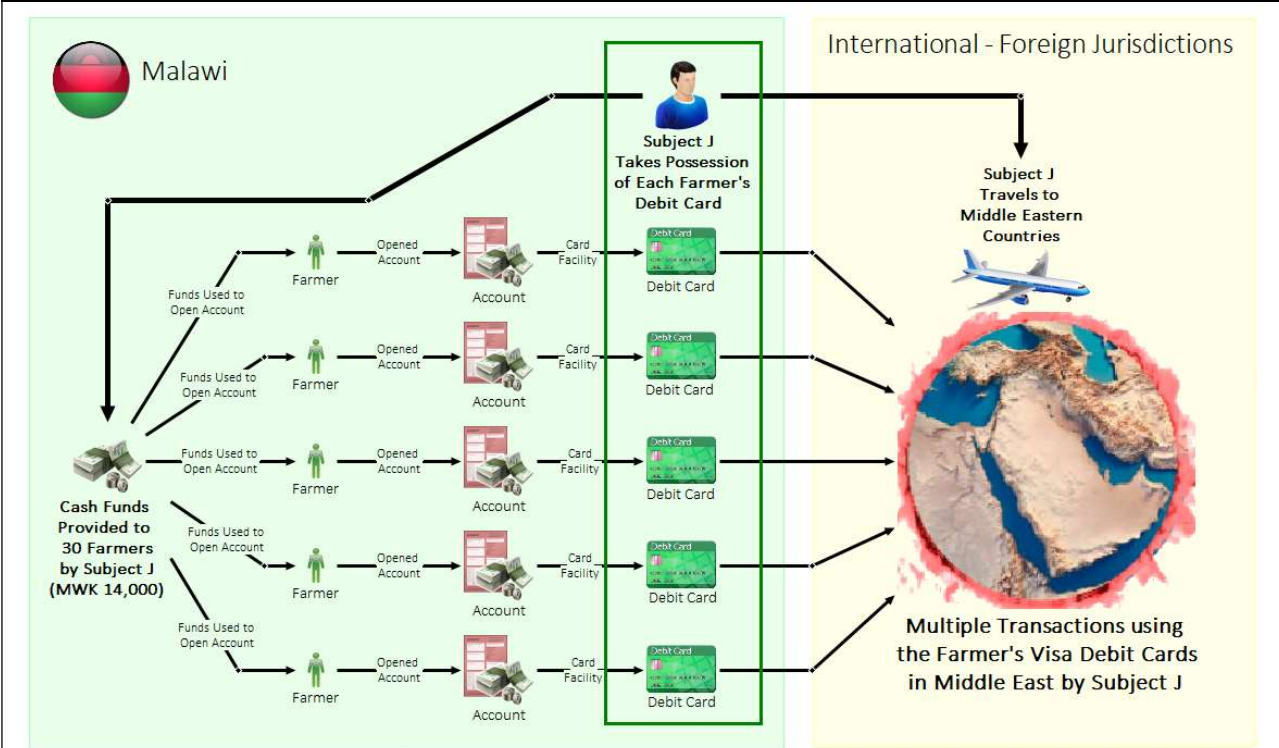 Malawi
International - Foreign Jurisdictions
Subject J
Takes Possession
of Each Farmer's
Debit Card
Subject J
Travels to
Middle Eastern
Countries
Funds Used to
Open Account
Farmer
Opened
Account
Account
Card
Facility
Debit Card
Debit Card
Funds Used to
Open Account
Farmer
Opened
Account
Account
Card
Facility
Debit Card
Debit Card
Cash Funds
Provided to
30 Farmers
by Subject J
(MWK 14,000)
Funds Used to
Open Account
Farmer
Opened
Account
Account
Card
Facility
Debit Card
Debit Card
Funds Used to
Open Account
Farmer
Opened
Account
Account
Card
Facility
Debit Card
Debit Card
Funds Used to
Open Account
Farmer
Opened
Account
Account
Card
Facility
Debit Card
Debit Card
Multiple Transactions using
the Farmer's Visa Debit Cards
in Middle East by Subject J